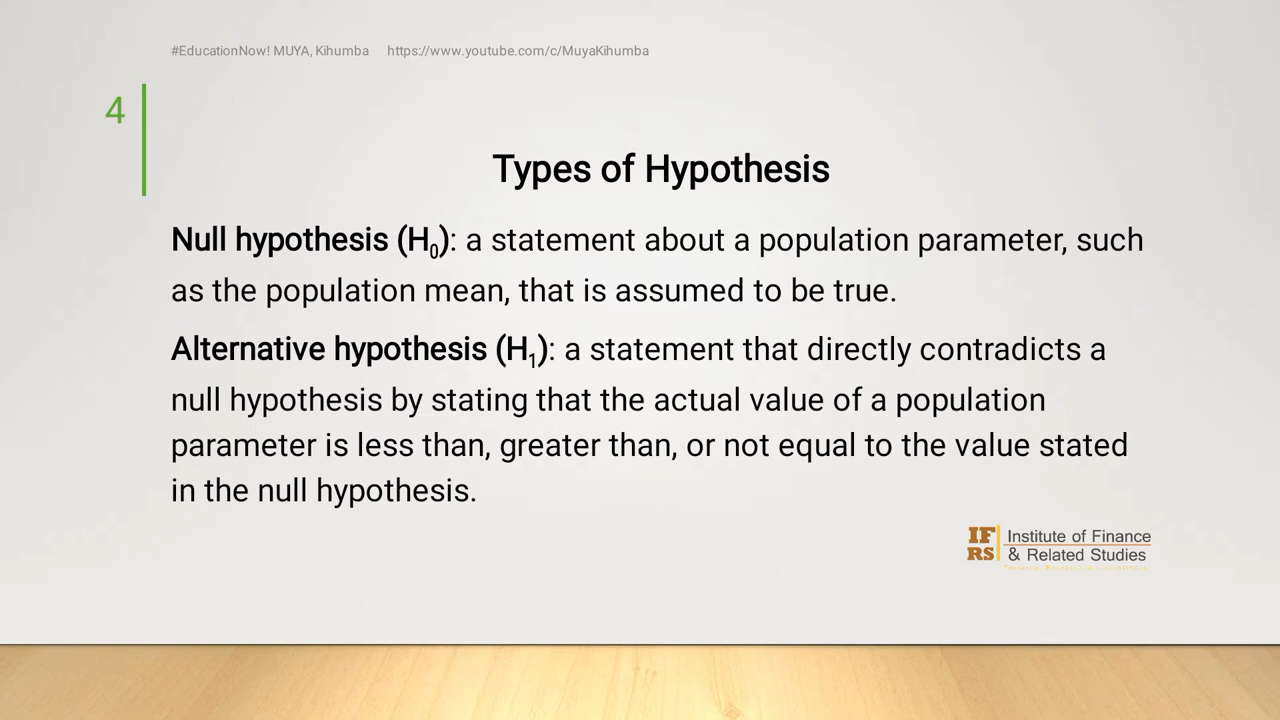 #EducationNow! MUYA, Kihumba https://www.youtube.com/c/MuyaKihumba
4
Types of Hypothesis
Null hypothesis (H₀): a statement about a population parameter, such
as the population mean, that is assumed to be true.
Alternative hypothesis (H₁): a statement that directly contradicts a
null hypothesis by stating that the actual value of a population
parameter is less than, greater than, or not equal to the value stated
in the null hypothesis.
IF Institute of Finance
RS & Related Studies